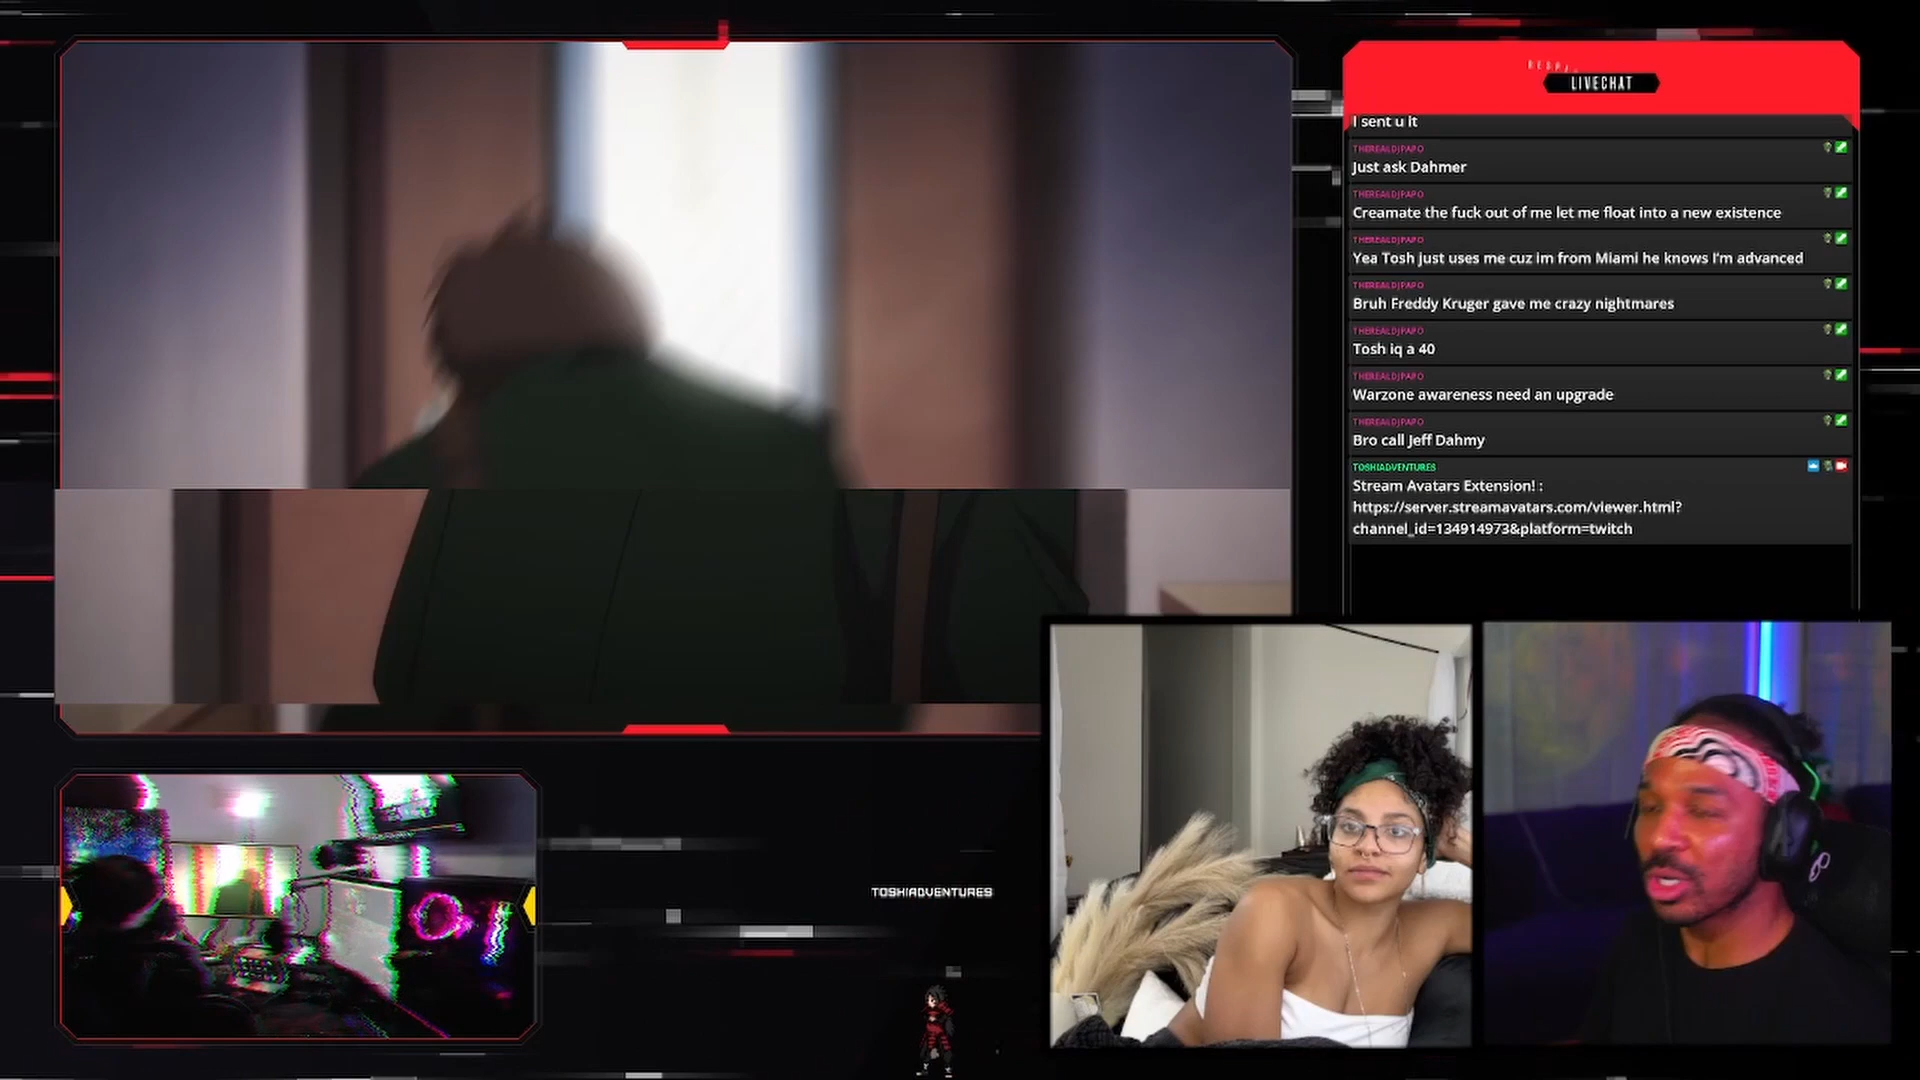 LIVECHAT
I sent u it
THEREALDJPAPO
Just ask Dahmer
THEREALDJPAPO
Creamate the fuck out of me let me float into a new existence
THEREALDJPAPO
Yea Tosh just uses me cuz im from Miami he knows I'm advanced
THEREALDJPAPO
Bruh Freddy Kruger gave me crazy nightmares
THEREALDJPAPO
Tosh iq a 40
THEREALDJPAPO
Warzone awareness need an upgrade
THEREALDJPAPO
Bro call Jeff Dahmy
TOSHIADVENTURES
Stream Avatars Extension! :
https://server.streamavatars.com/viewer.html?
channel_id=134914973&platform=twitch
TOSHIADVENTURES